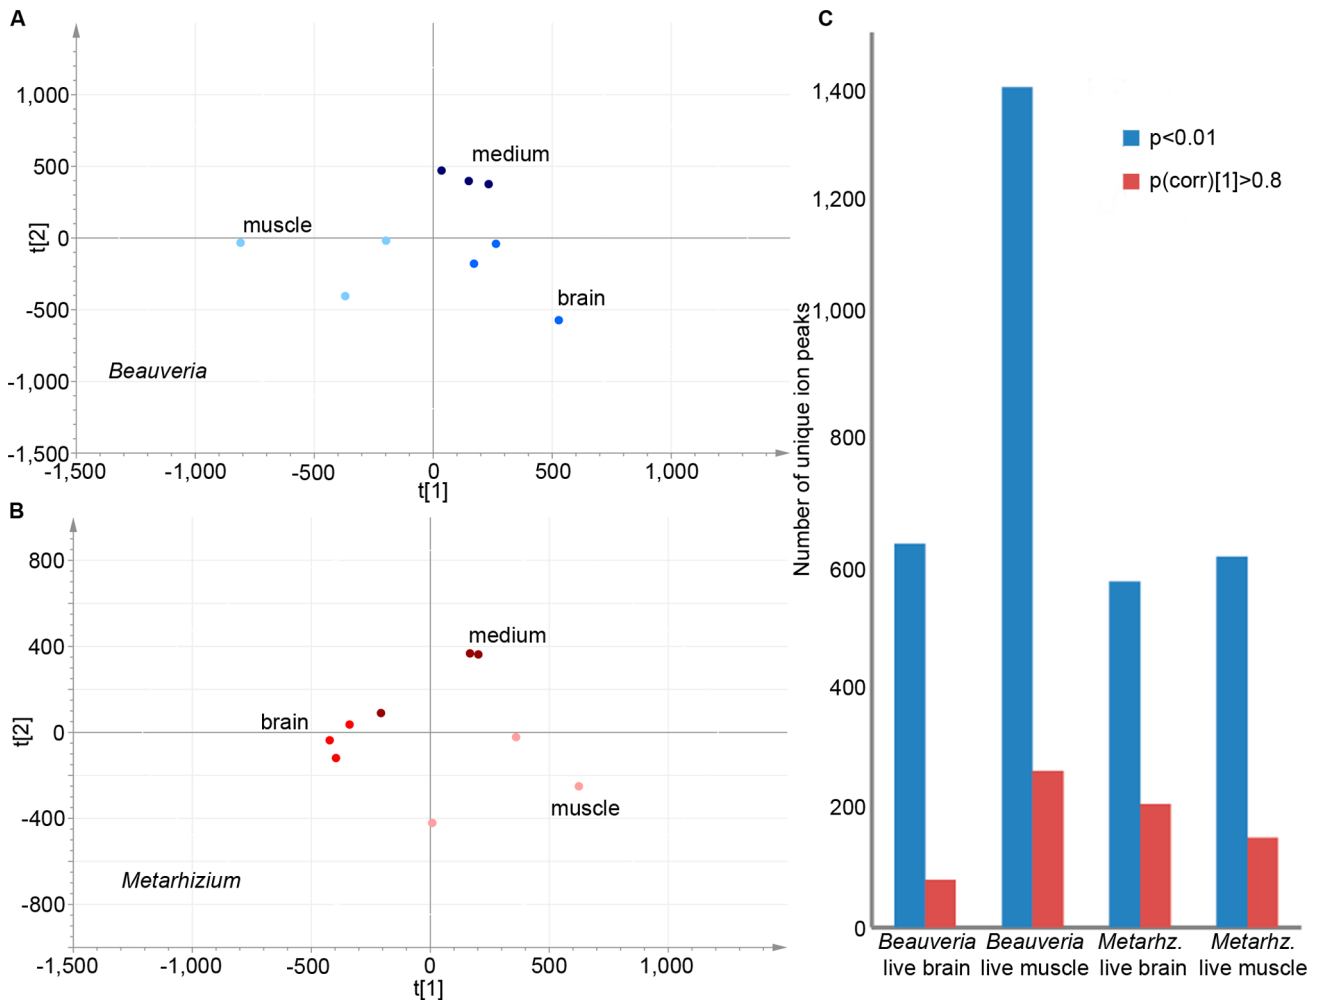 A
1,000
500
0
-500
-1,000
-1,500
t[2]
medium
muscle
brain
Beauveria
-1,500
-1,000
-500
0
500
1,000
t[1]
B
800
400
0
-400
-800
t[2]
medium
brain
muscle
Metarhizium
-1,500
-1,000
-500
0
500
1,000
t[1]
C
1,400
1,200
1,000
800
600
400
200
0
Number of unique ion peaks
p<0.01
p(corr)[1]>0.8
Beauveria
live brain
Beauveria
live muscle
Metarhz.
live brain
Metarhz.
live muscle